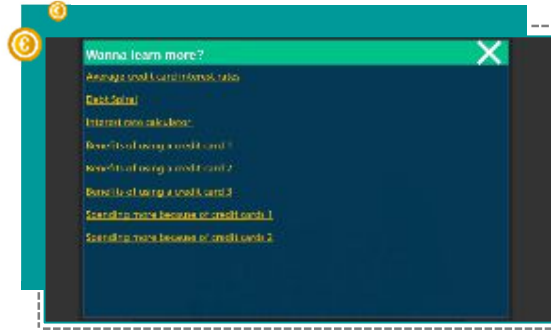 Wanna learn more?
Average credit card interest rates
Debt Spiral
Interest rate calculator
Benefits of using a credit card 1
Benefits of using a credit card 2
Benefits of using a credit card 3
Spending more because of credit cards 1
Spending more because of credit cards 2